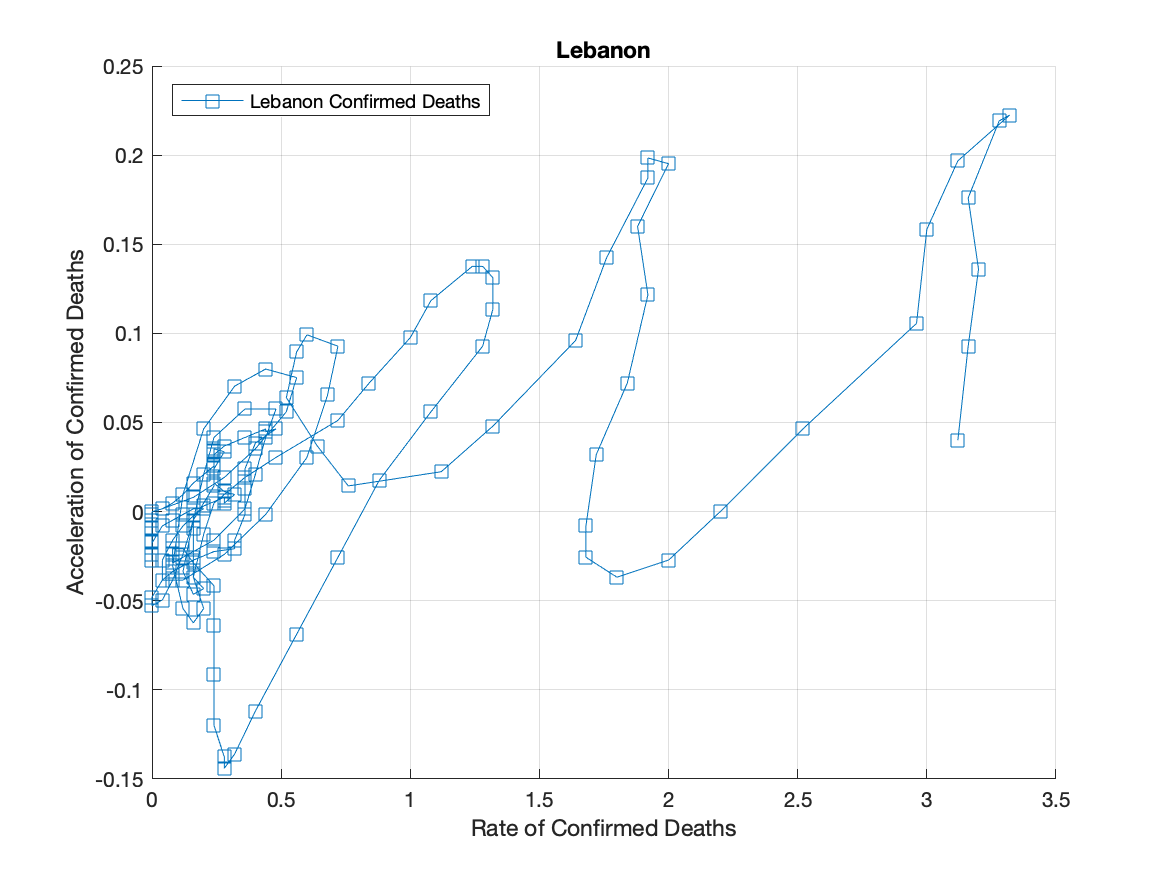 Lebanon
0.25
Lebanon Confirmed Deaths
0.2
0.15
0.1
0.05
0
-0.05
-0.1
-0.15
Acceleration of Confirmed Deaths
0 0.5 1 1.5 2 2.5 3 3.5
Rate of Confirmed Deaths